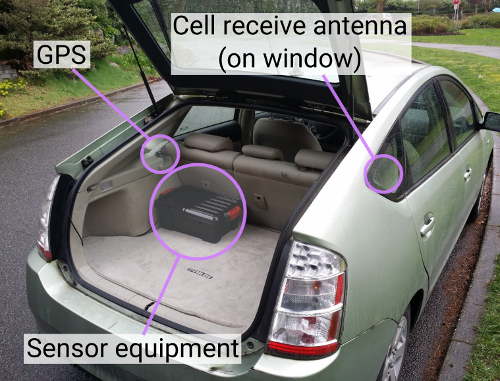 Cell receive antenna
(on window)
GPS
Sensor equipment